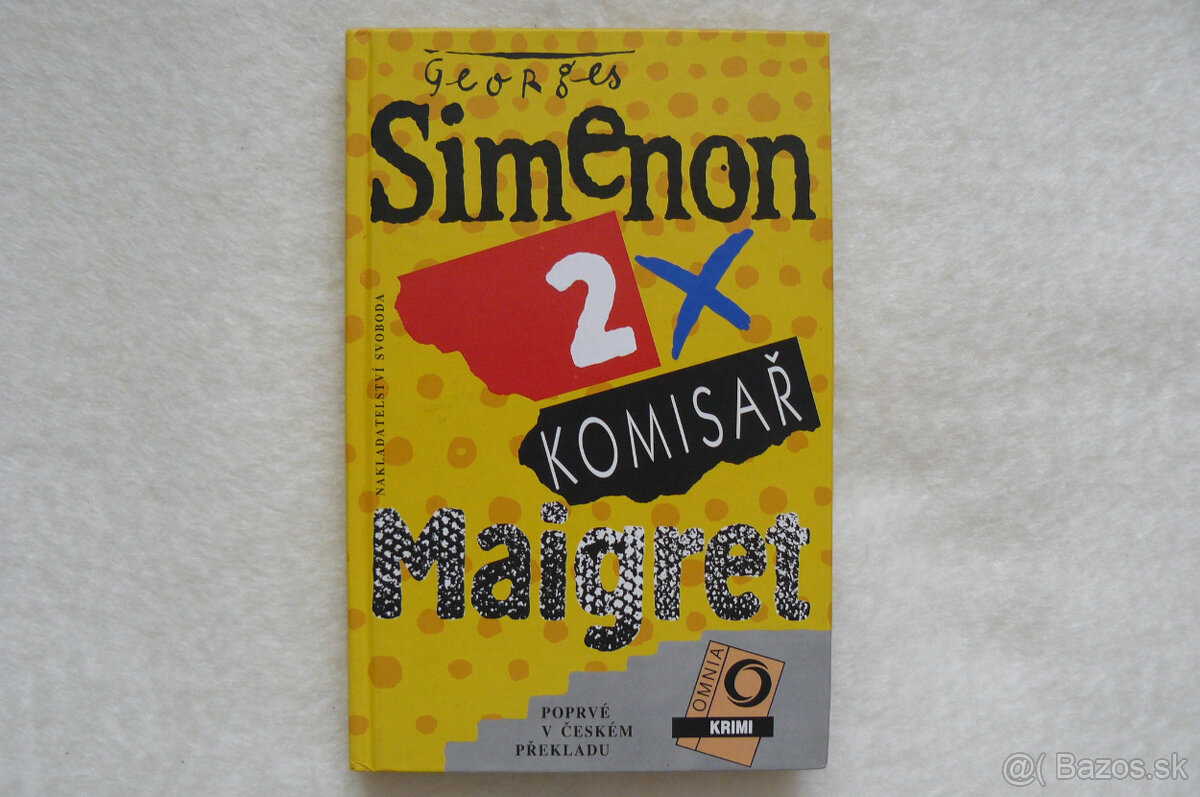 Georges
Simenon
2x
KOMISAŘ
Maigret
NAKLADATELSTVÍ SVOBODA
POPRVÉ
V ČESKÉM
PŘEKLADU
OMNIA
KRIMI
@( Bazos.sk